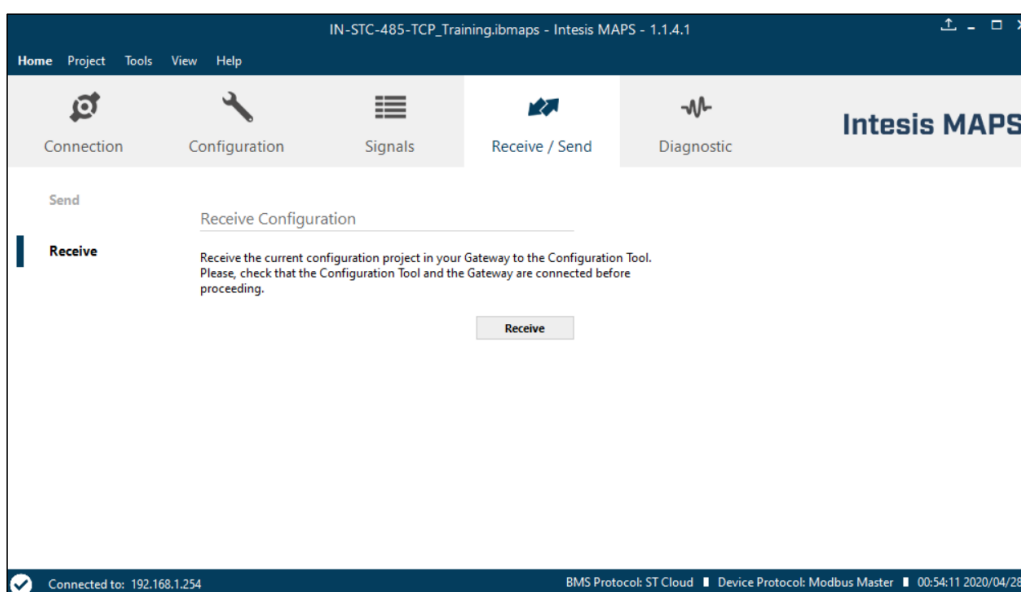 IN-STC-485-TCP_Training.ibmaps - Intesis MAPS - 1.1.4.1
Home Project Tools View Help
Connection Configuration Signals Receive / Send Diagnostic
Intesis MAPS
Send
Receive
Receive Configuration
Receive the current configuration project in your Gateway to the Configuration Tool.
Please, check that the Configuration Tool and the Gateway are connected before
proceeding.
Receive
Connected to: 192.168.1.254 BMS Protocol: ST Cloud Device Protocol: Modbus Master 00:54:11 2020/04/28